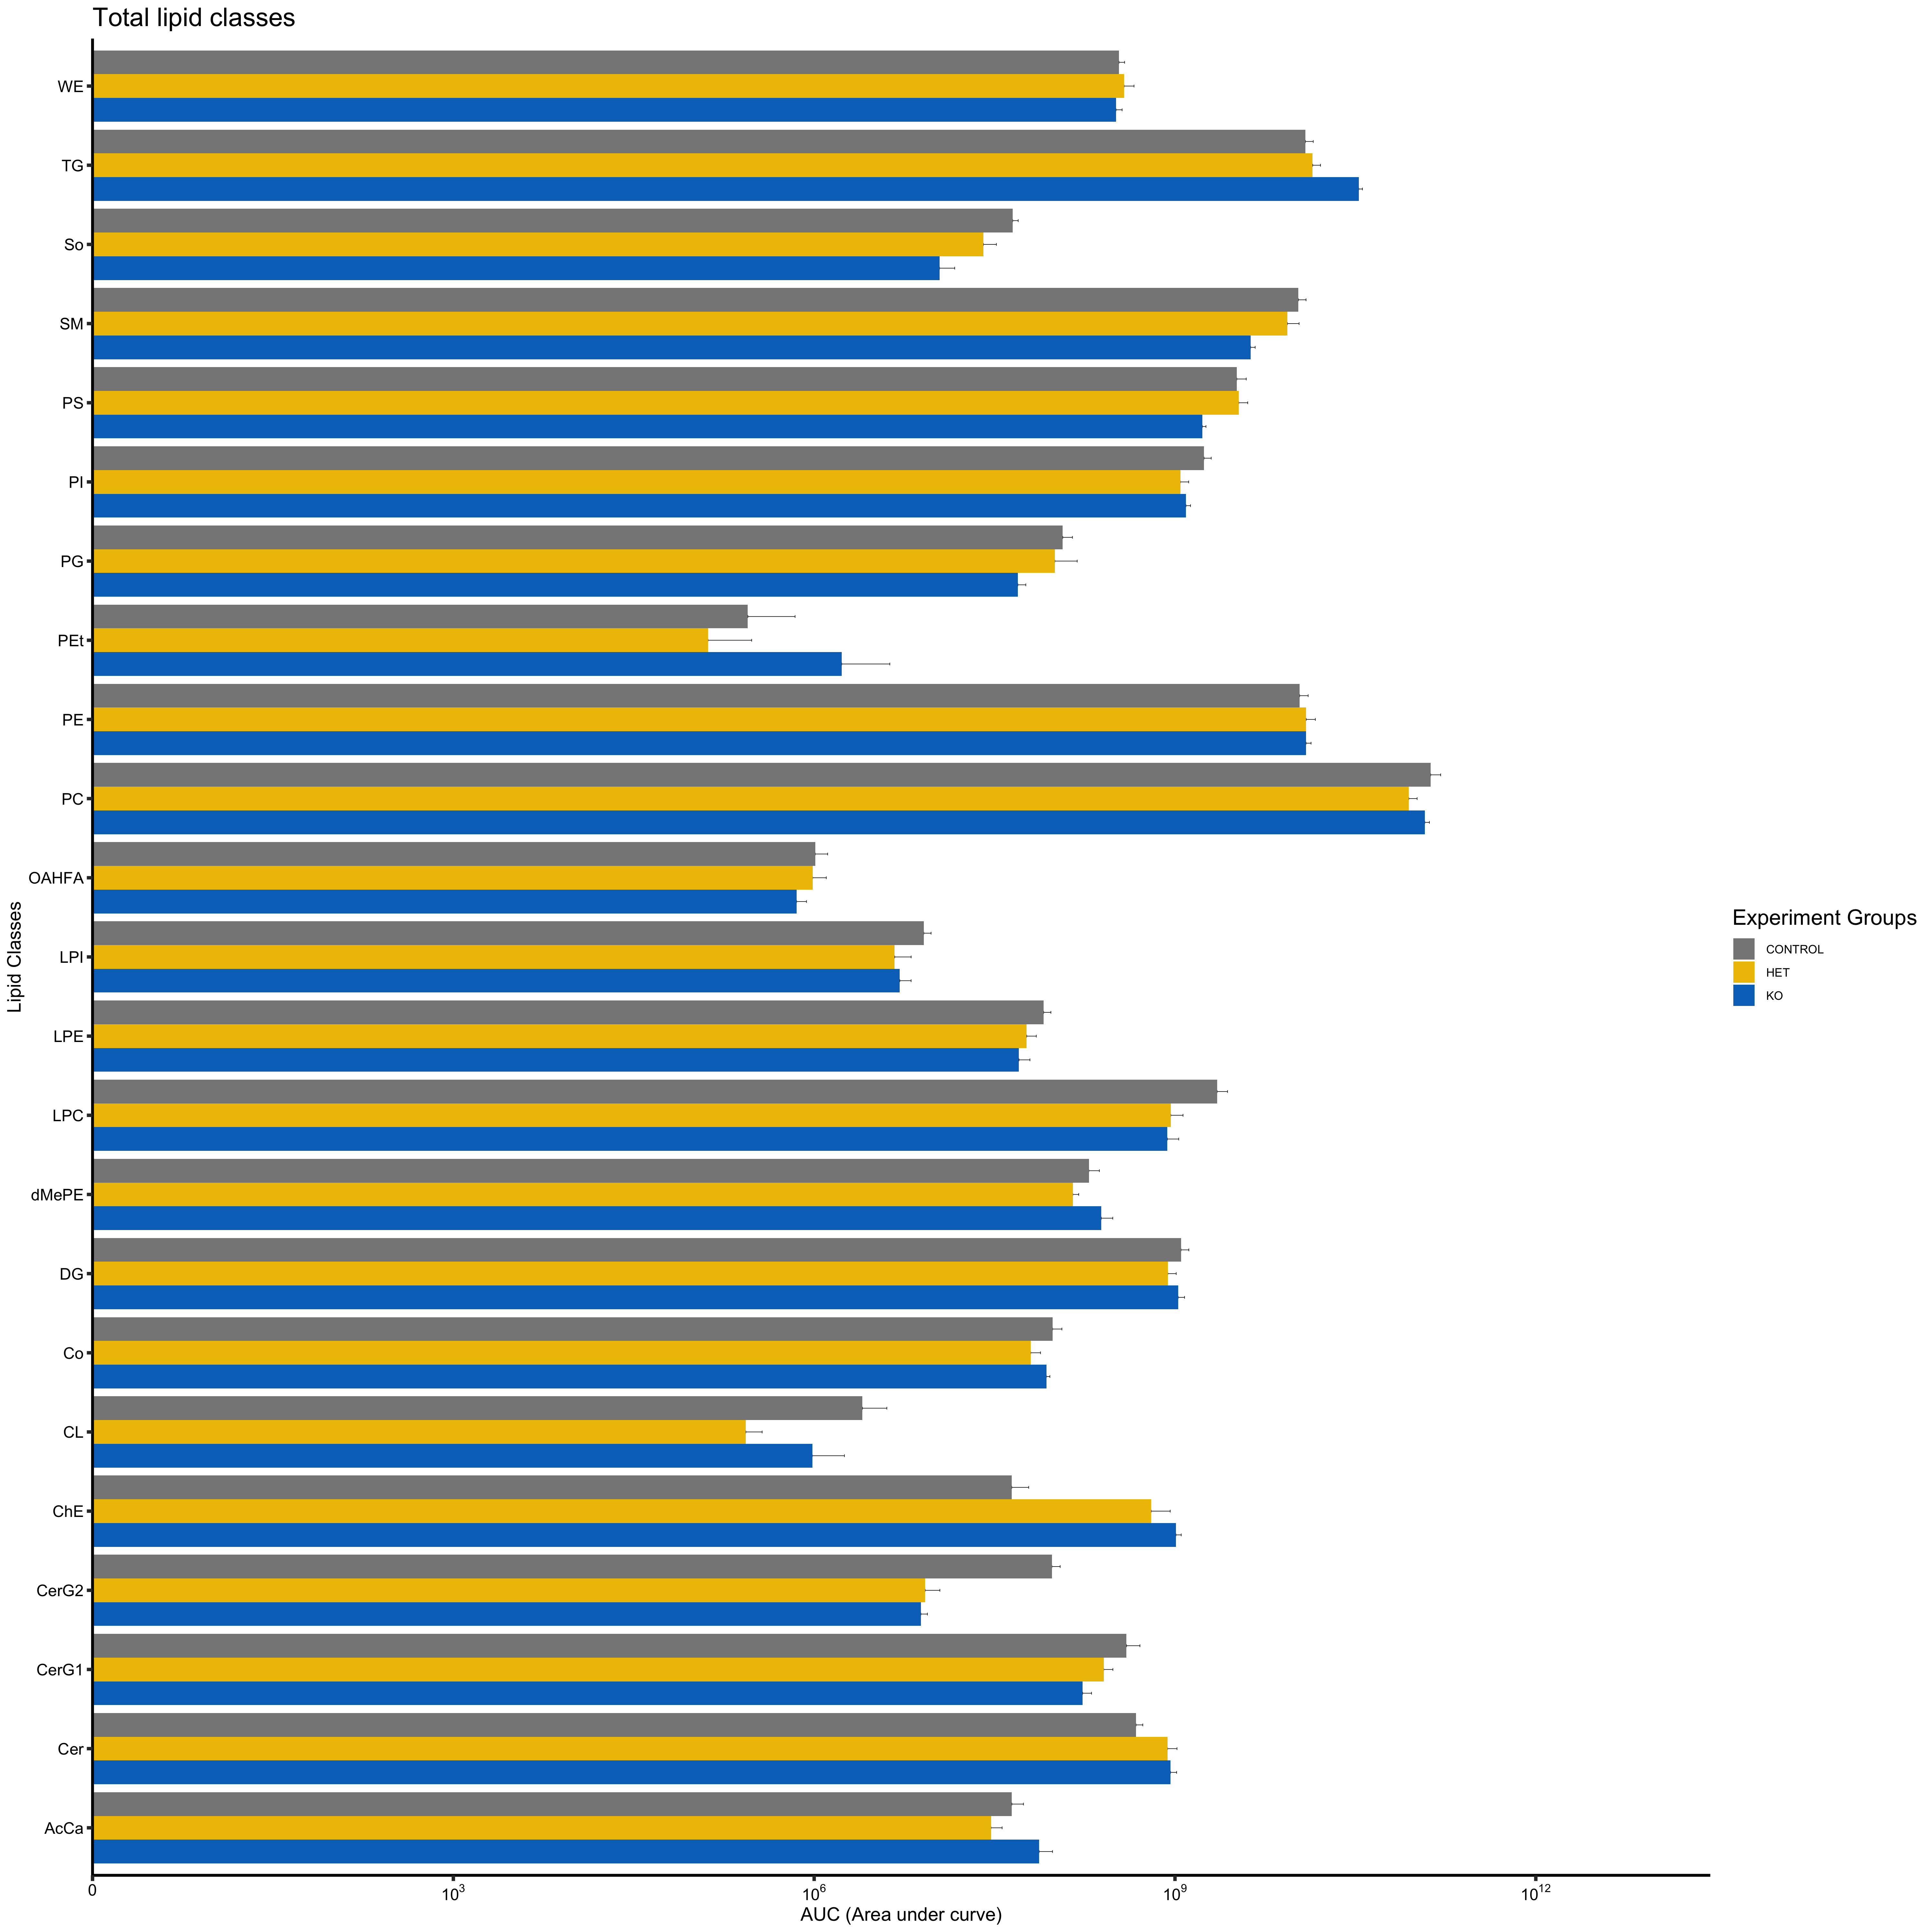 Total lipid classes
WE
TG
So
SM
PS
PI
PG
PEt
PE
PC
OAHFA
LPI
LPE
LPC
dMePE
DG
Co
CL
ChE
CerG2
CerG1
Cer
AcCa
Lipid Classes
0 10³ 10⁶ 10⁹ 10¹²
AUC (Area under curve)
Experiment Groups
CONTROL
HET
KO